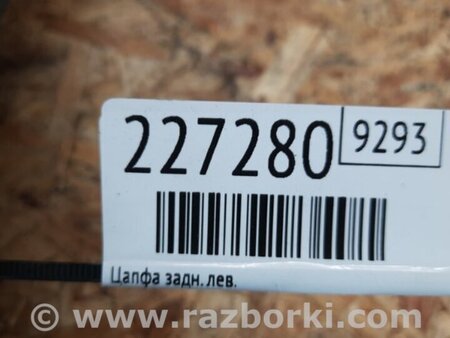 227280 9293
Цапфа задн. лев.
© www.razborki.com